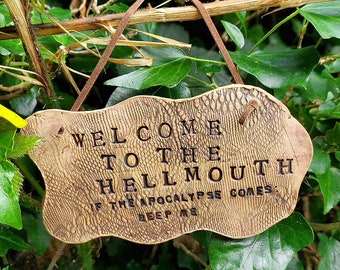 WELCOME
TO THE
HELLMOUTH
IF THE APOCALYPSE COMES,
BEEP ME